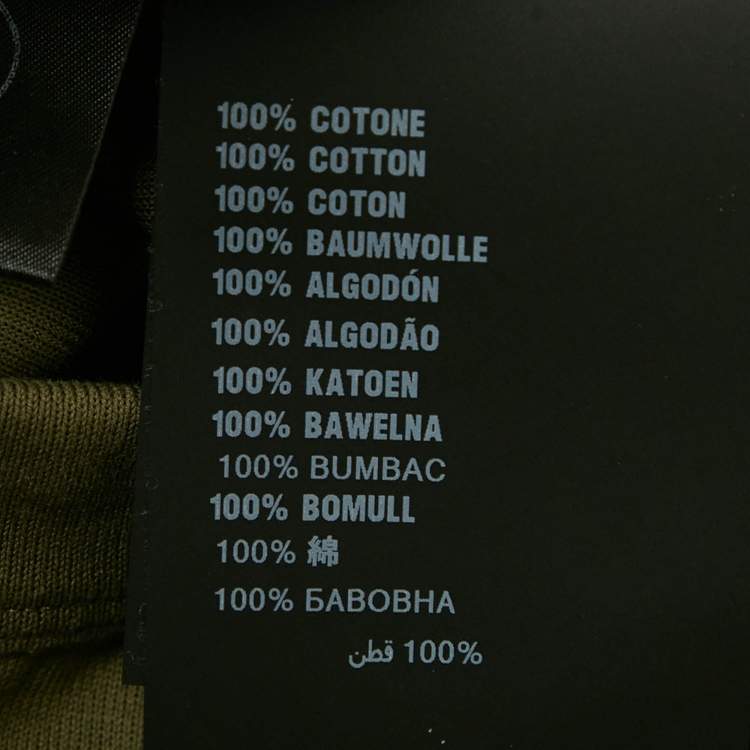 100% COTONE
100% COTTON
100% COTON
100% BAUMWOLLE
100% ALGODÓN
100% ALGODÃO
100% KATOEN
100% BAWELNA
100% BUMBAC
100% BOMULL
100% 綿
100% БАВОВНА
100% قطن